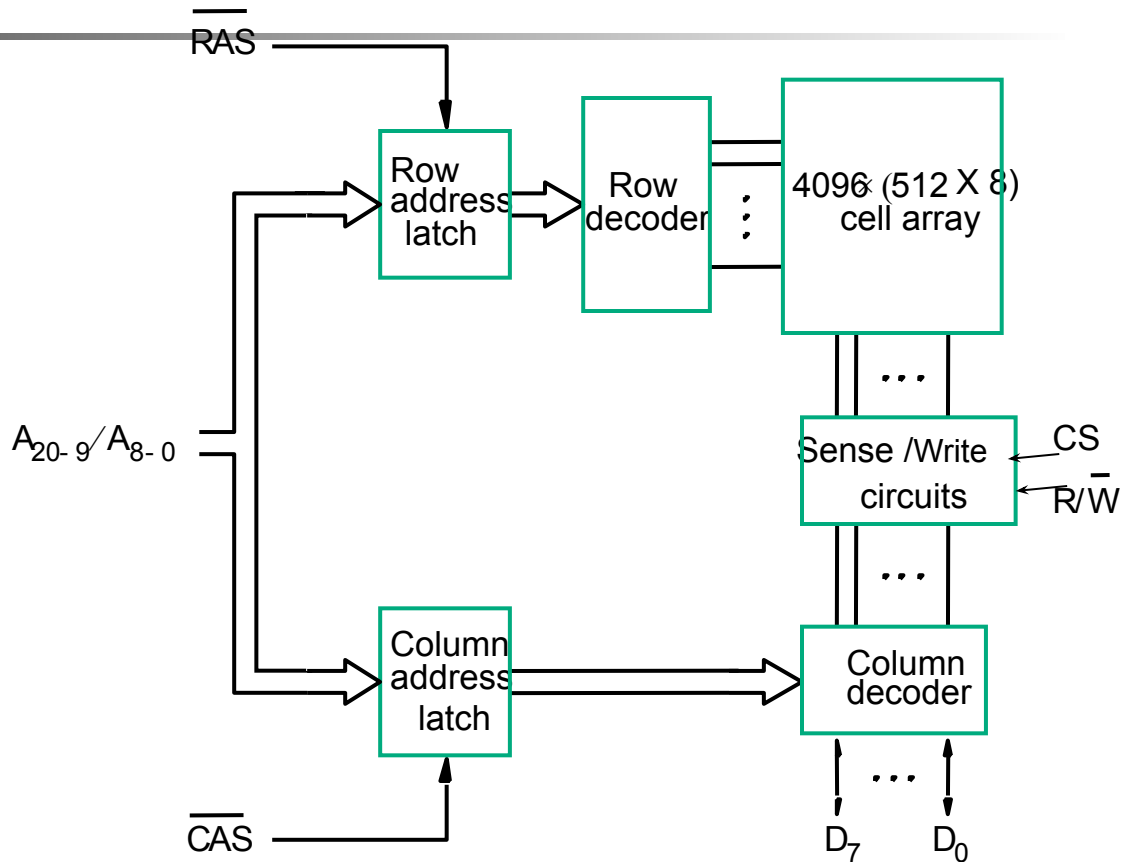 RAS
Row
address
latch
Row
decoder
4096× (512 X 8)
cell array
A20-9/A8-0
Sense /Write
circuits
CS
R/W
Column
address
latch
Column
decoder
CAS
D7
D0